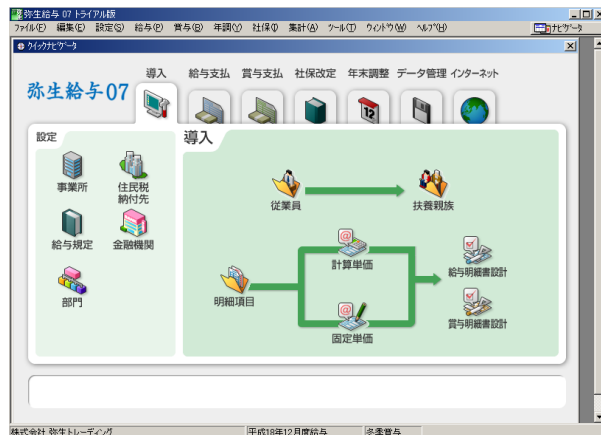 弥生給与 07 トライアル版
ファイル(F) 編集(E) 設定(S) 給与(P) 賞与(B) 年調(Y) 社保(I) 集計(A) ツール(T) ウィンドウ(W) ヘルプ(H) ナビゲータ
クイックナビゲータ
弥生給与07
導入 給与支払 賞与支払 社保改定 年末調整 データ管理 インターネット
12
設定
事業所
住民税
納付先
給与規定
金融機関
部門
導入
従業員
扶養親族
明細項目
計算単価
固定単価
給与明細書設計
賞与明細書設計
株式会社 弥生トレーディング 平成18年12月度給与 冬季賞与